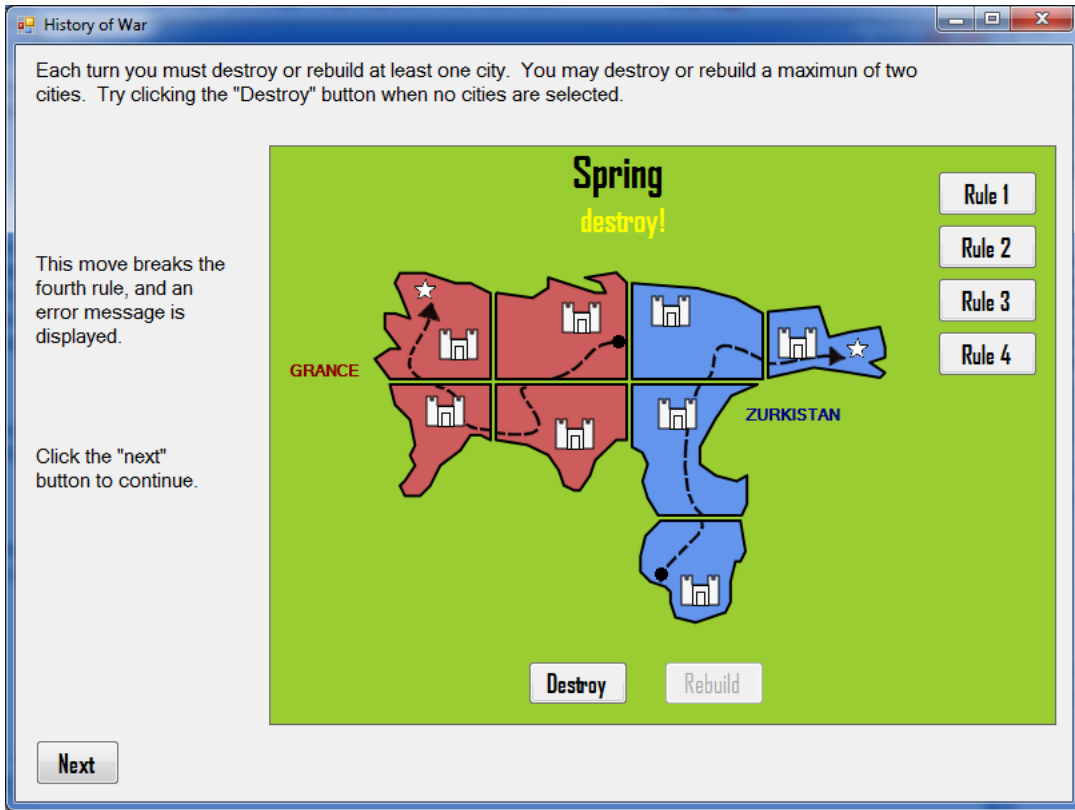 History of War
Each turn you must destroy or rebuild at least one city.  You may destroy or rebuild a maximun of two
cities.  Try clicking the "Destroy" button when no cities are selected.
Spring
destroy!
Rule 1
Rule 2
Rule 3
Rule 4
This move breaks the
fourth rule, and an
error message is
displayed.
GRANCE
ZURKISTAN
Click the "next"
button to continue.
Destroy
Rebuild
Next